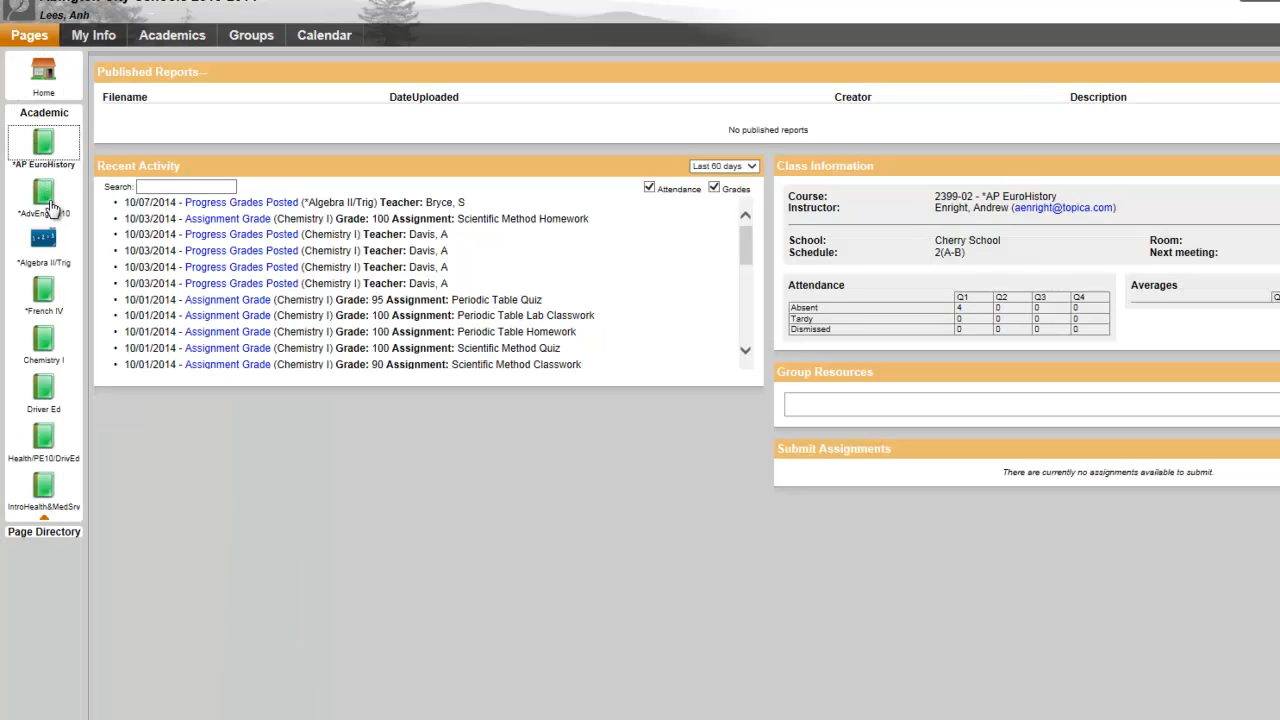 Lees, Anh
Pages My Info Academics Groups Calendar
Home
Academic
*AP EuroHistory
*Algebra II/Trig
*French IV
Chemistry I
Driver Ed
Health/PE10/DrivEd
IntroHealth&MedSrv
Page Directory
Published Reports
Filename DateUploaded Creator Description
No published reports
Recent Activity Last 60 days
Search: Attendance Grades
10/07/2014 - Progress Grades Posted (*Algebra II/Trig) Teacher: Bryce, S
10/03/2014 - Assignment Grade (Chemistry I) Grade: 100 Assignment: Scientific Method Homework
10/03/2014 - Progress Grades Posted (Chemistry I) Teacher: Davis, A
10/03/2014 - Progress Grades Posted (Chemistry I) Teacher: Davis, A
10/03/2014 - Progress Grades Posted (Chemistry I) Teacher: Davis, A
10/03/2014 - Progress Grades Posted (Chemistry I) Teacher: Davis, A
10/01/2014 - Assignment Grade (Chemistry I) Grade: 95 Assignment: Periodic Table Quiz
10/01/2014 - Assignment Grade (Chemistry I) Grade: 100 Assignment: Periodic Table Lab Classwork
10/01/2014 - Assignment Grade (Chemistry I) Grade: 100 Assignment: Periodic Table Homework
10/01/2014 - Assignment Grade (Chemistry I) Grade: 100 Assignment: Scientific Method Quiz
10/01/2014 - Assignment Grade (Chemistry I) Grade: 90 Assignment: Scientific Method Classwork
Class Information
Course: 2399-02 - *AP EuroHistory
Instructor: Enright, Andrew (aenright@topica.com)
School: Cherry School Room:
Schedule: 2(A-B) Next meeting:
Attendance Averages
Q1 Q2 Q3 Q4
Absent 4 0 0 0
Tardy 0 0 0 0
Dismissed 0 0 0 0
Group Resources
Submit Assignments
There are currently no assignments available to submit.